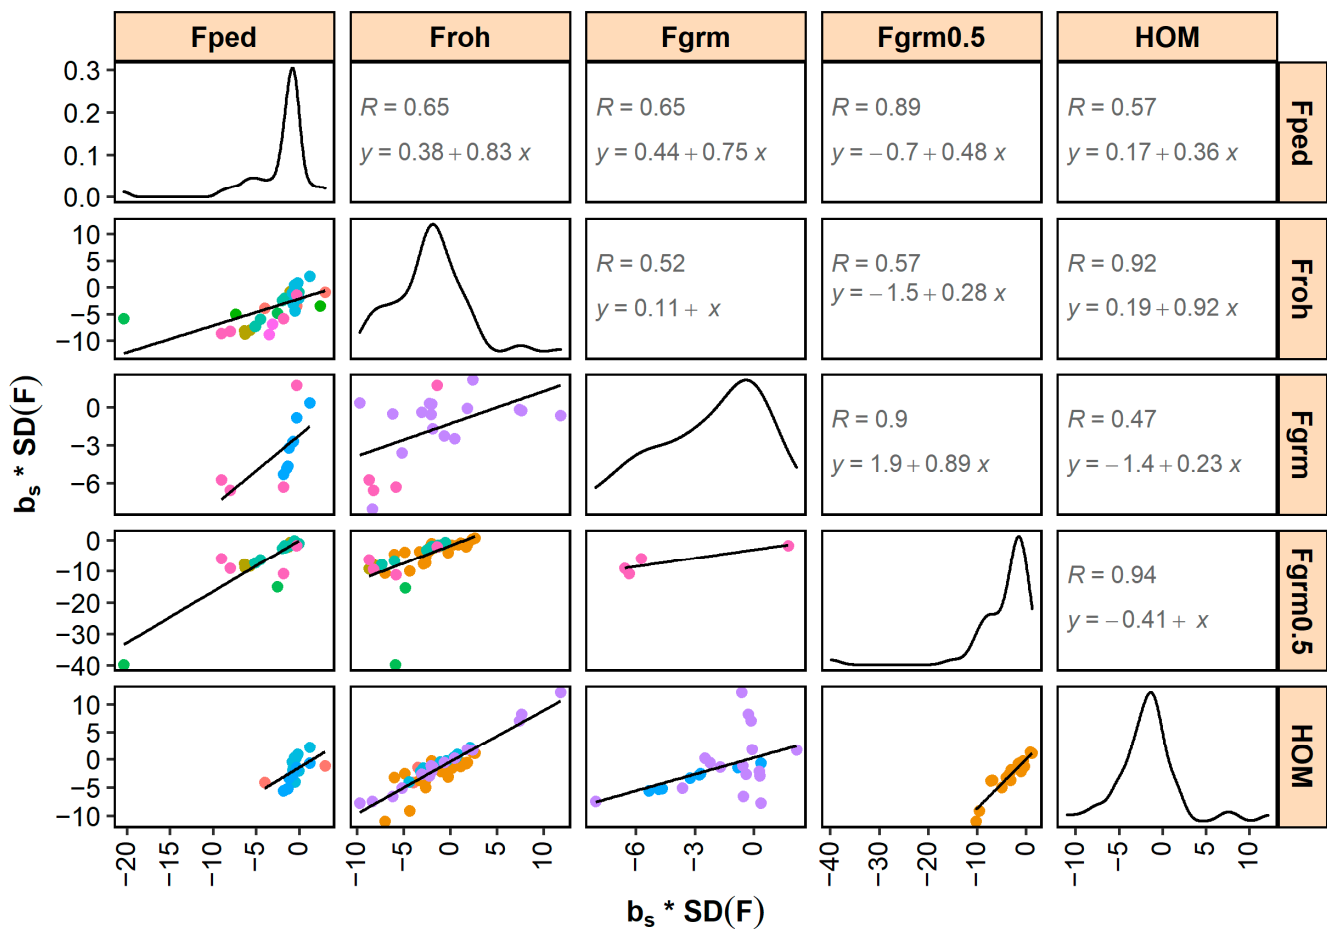 Fped Froh Fgrm Fgrm0.5 HOM
0.3
0.2
0.1
0.0
R = 0.65
y = 0.38 + 0.83 x
R = 0.65
y = 0.44 + 0.75 x
R = 0.89
y = −0.7 + 0.48 x
R = 0.57
y = 0.17 + 0.36 x
Fped
10
5
0
−5
−10
R = 0.52
y = 0.11 + x
R = 0.57
y = −1.5 + 0.28 x
R = 0.92
y = 0.19 + 0.92 x
Froh
0
−3
−6
R = 0.9
y = 1.9 + 0.89 x
R = 0.47
y = −1.4 + 0.23 x
Fgrm
0
−10
−20
−30
−40
R = 0.94
y = −0.41 + x
Fgrm0.5
10
5
0
−5
−10
HOM
bs * SD(F)
−20 −15 −10 −5 0
−10 −5 0 5 10
−6 −3 0
−40 −30 −20 −10 0
−10 −5 0 5 10
bs * SD(F)